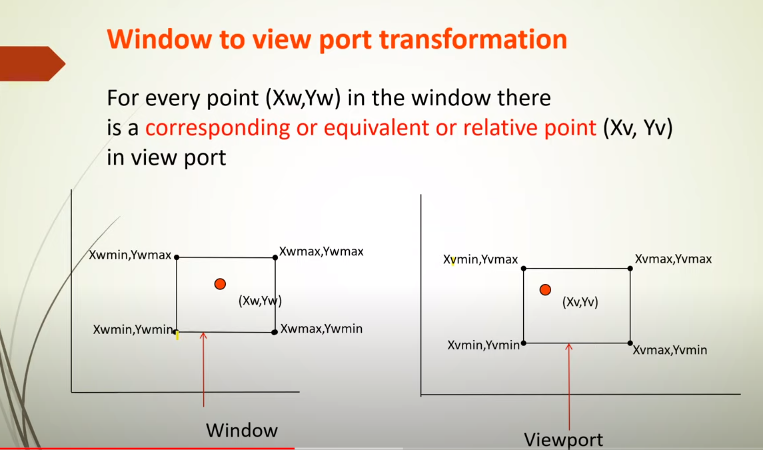 Window to view port transformation
For every point (Xw,Yw) in the window there
is a corresponding or equivalent or relative point (Xv, Yv)
in view port
Xwmin,Ywmax
Xwmax,Ywmax
(Xw,Yw)
Xwmin,Ywmin
Xwmax,Ywmin
Window
Xvmin,Yvmax
Xvmax,Yvmax
(Xv,Yv)
Xvmin,Yvmin
Xvmax,Yvmin
Viewport